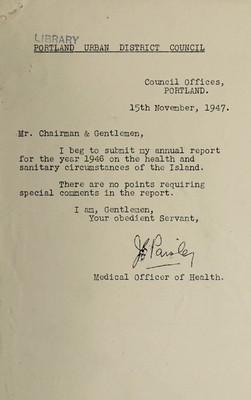 LIBRARY
PORTLAND URBAN DISTRICT COUNCIL
Council Offices,
PORTLAND.
15th November, 1947.
Mr. Chairman & Gentlemen,
I beg to submit my annual report
for the year 1946 on the health and
sanitary circumstances of the Island.
There are no points requiring
special comments in the report.
I am, Gentlemen,
Your obedient Servant,
Medical Officer of Health.